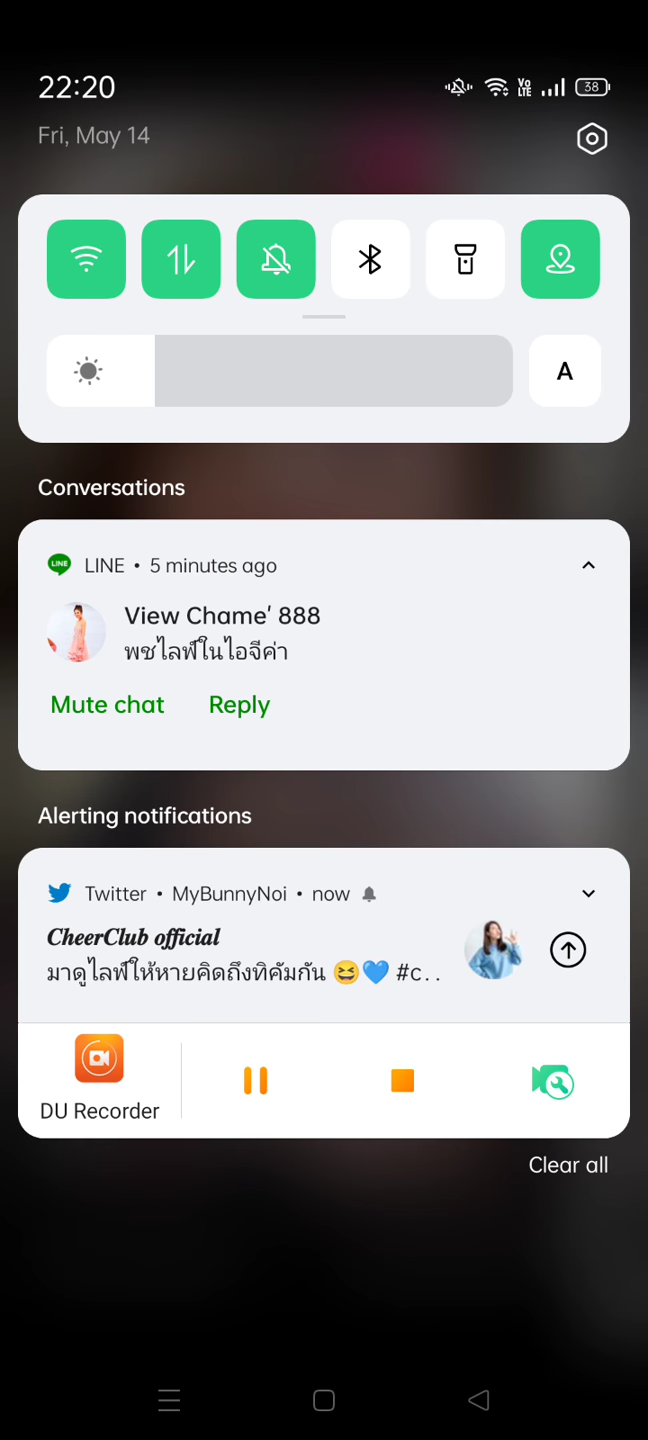 22:20
VoLTE
38
Fri, May 14
A
Conversations
LINE
LINE • 5 minutes ago
View Chame' 888
พชไลฟ์ในไอจีค่า
Mute chat
Reply
Alerting notifications
Twitter • MyBunnyNoi • now
CheerClub official
มาดูไลฟ์ให้หายคิดถึงทิคัมกัน 😆💙 #c..
DU Recorder
Clear all